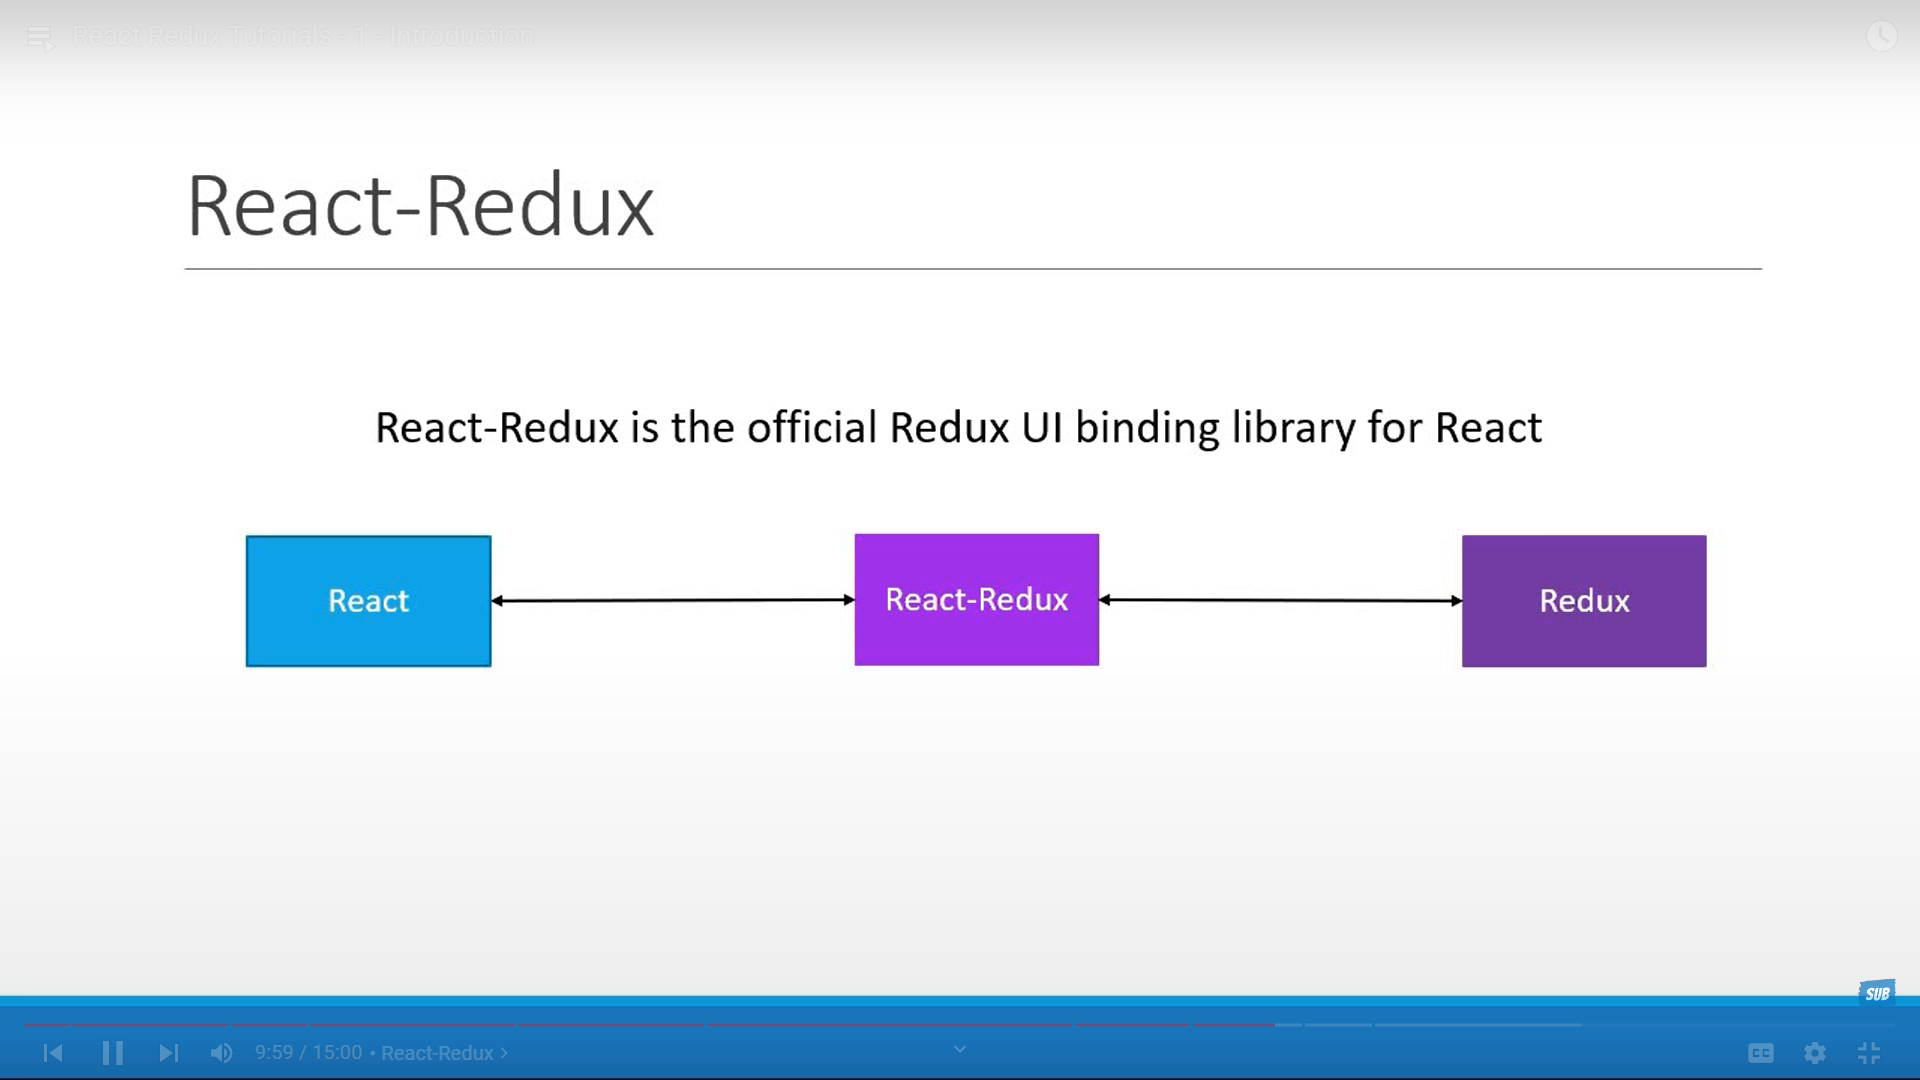 React Redux Tutorials - 1 - Introduction
React-Redux
React-Redux is the official Redux UI binding library for React
React
React-Redux
Redux
SUB
9:59 / 15:00 • React-Redux
CC